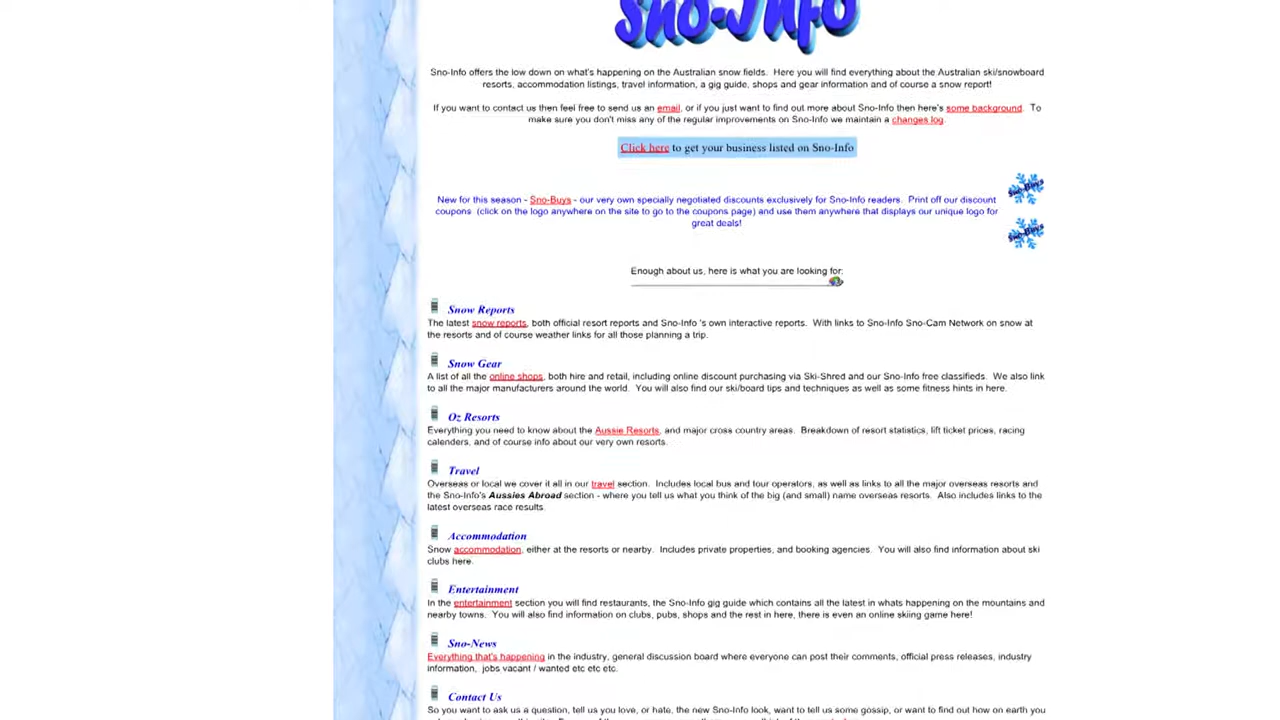 Sno-Info
Sno-Info offers the low down on what's happening on the Australian snow fields. Here you will find everything about the Australian ski/snowboard
resorts, accommodation listings, travel information, a gig guide, shops and gear information and of course a snow report!
If you want to contact us then feel free to send us an email, or if you just want to find out more about Sno-Info then here's some background. To
make sure you don't miss any of the regular improvements on Sno-Info we maintain a changes log.
Click here to get your business listed on Sno-Info
Sno-Buys
New for this season - Sno-Buys - our very own specially negotiated discounts exclusively for Sno-Info readers. Print off our discount
coupons (click on the logo anywhere on the site to go to the coupons page) and use them anywhere that displays our unique logo for
great deals!
Sno-Buys
Enough about us, here is what you are looking for:
Snow Reports
The latest snow reports, both official resort reports and Sno-Info 's own interactive reports. With links to Sno-Info Sno-Cam Network on snow at
the resorts and of course weather links for all those planning a trip.
Snow Gear
A list of all the online shops, both hire and retail, including online discount purchasing via Ski-Shred and our Sno-Info free classifieds. We also link
to all the major manufacturers around the world. You will also find our ski/board tips and techniques as well as some fitness hints in here.
Oz Resorts
Everything you need to know about the Aussie Resorts, and major cross country areas. Breakdown of resort statistics, lift ticket prices, racing
calenders, and of course info about our very own resorts.
Travel
Overseas or local we cover it all in our travel section. Includes local bus and tour operators, as well as links to all the major overseas resorts and
the Sno-Info's Aussies Abroad section - where you tell us what you think of the big (and small) name overseas resorts. Also includes links to the
latest overseas race results.
Accommodation
Snow accommodation, either at the resorts or nearby. Includes private properties, and booking agencies. You will also find information about ski
clubs here.
Entertainment
In the entertainment section you will find restaurants, the Sno-Info gig guide which contains all the latest in whats happening on the mountains and
nearby towns. You will also find information on clubs, pubs, shops and the rest in here, there is even an online skiing game here!
Sno-News
Everything that's happening in the industry, general discussion board where everyone can post their comments, official press releases, industry
information, jobs vacant / wanted etc etc etc.
Contact Us
So you want to ask us a question, tell us you love, or hate, the new Sno-Info look, want to tell us some gossip, or want to find out how on earth you